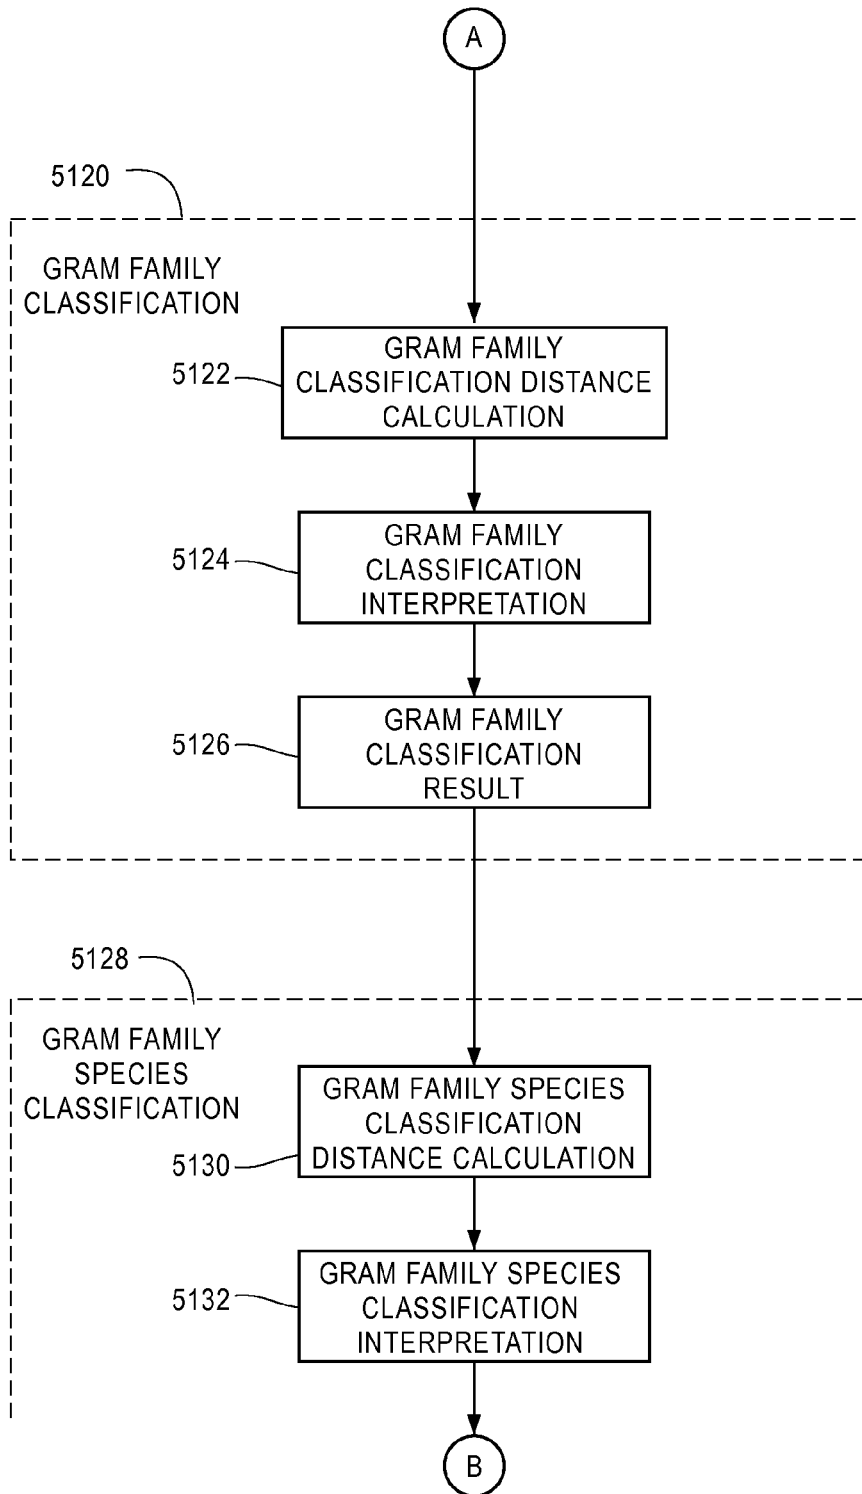 A
5120
GRAM FAMILY
CLASSIFICATION
GRAM FAMILY
CLASSIFICATION DISTANCE
CALCULATION
5122
GRAM FAMILY
CLASSIFICATION
INTERPRETATION
5124
GRAM FAMILY
CLASSIFICATION
RESULT
5126
5128
GRAM FAMILY
SPECIES
CLASSIFICATION
GRAM FAMILY SPECIES
CLASSIFICATION
DISTANCE CALCULATION
5130
GRAM FAMILY SPECIES
CLASSIFICATION
INTERPRETATION
5132
B